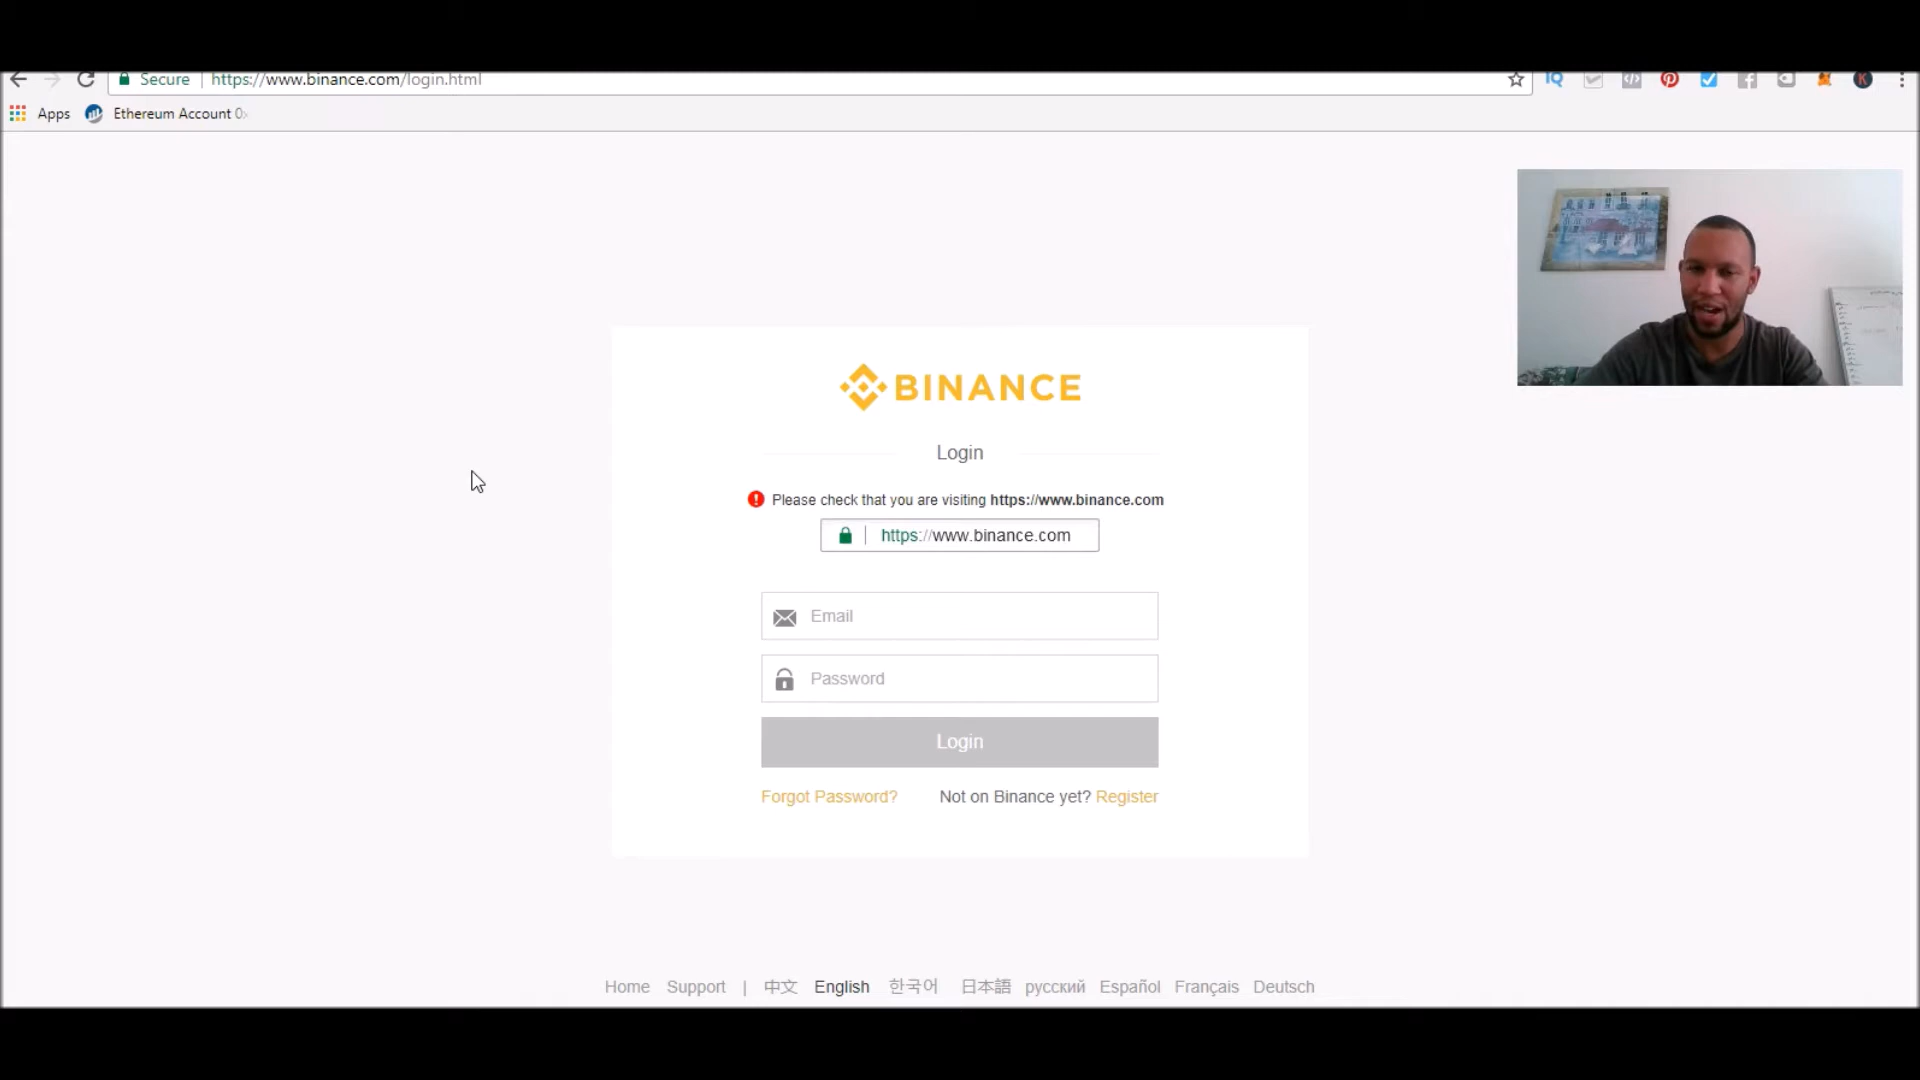 Secure | https://www.binance.com/login.html
Apps Ethereum Account 0x
BINANCE
Login
Please check that you are visiting https://www.binance.com
https://www.binance.com
Email
Password
Login
Forgot Password? Not on Binance yet? Register
Home Support | 中文 English 한국어 日本語 русский Español Français Deutsch